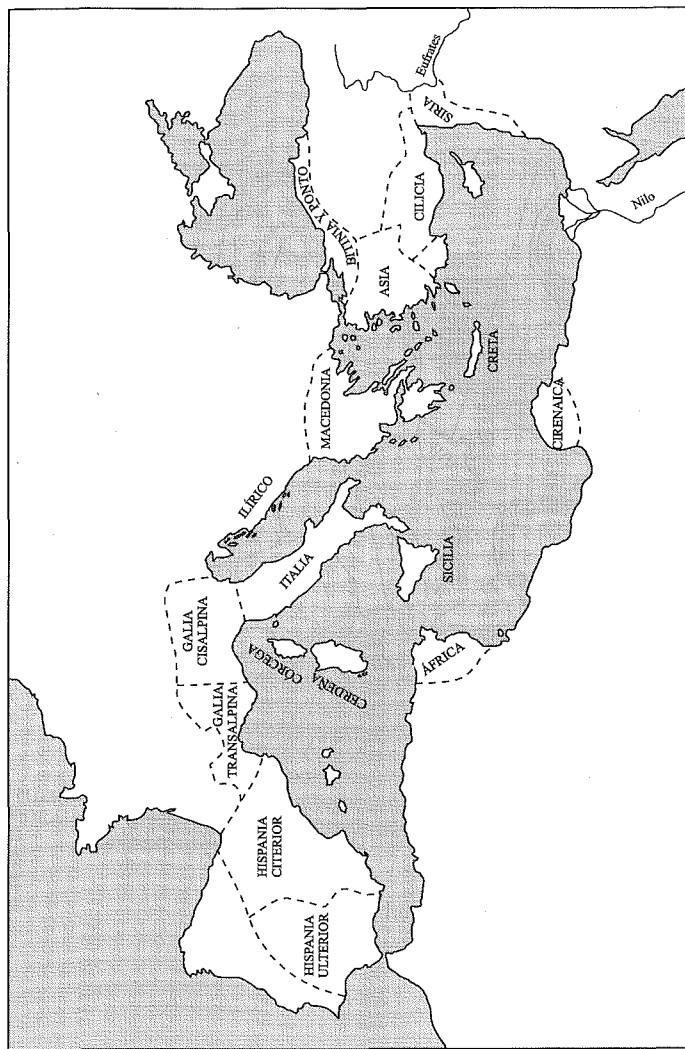 HISPANIA
ULTERIOR
HISPANIA
CITERIOR
GALIA
TRANSALPINA
GALIA
CISALPINA
CÓRCEGA
CERDEÑA
ITALIA
ILÍRICO
SICILIA
ÁFRICA
MACEDONIA
CRETA
CIRENAICA
ASIA
BITINIA Y PONTO
CILICIA
SIRIA
Eufrates
Nilo